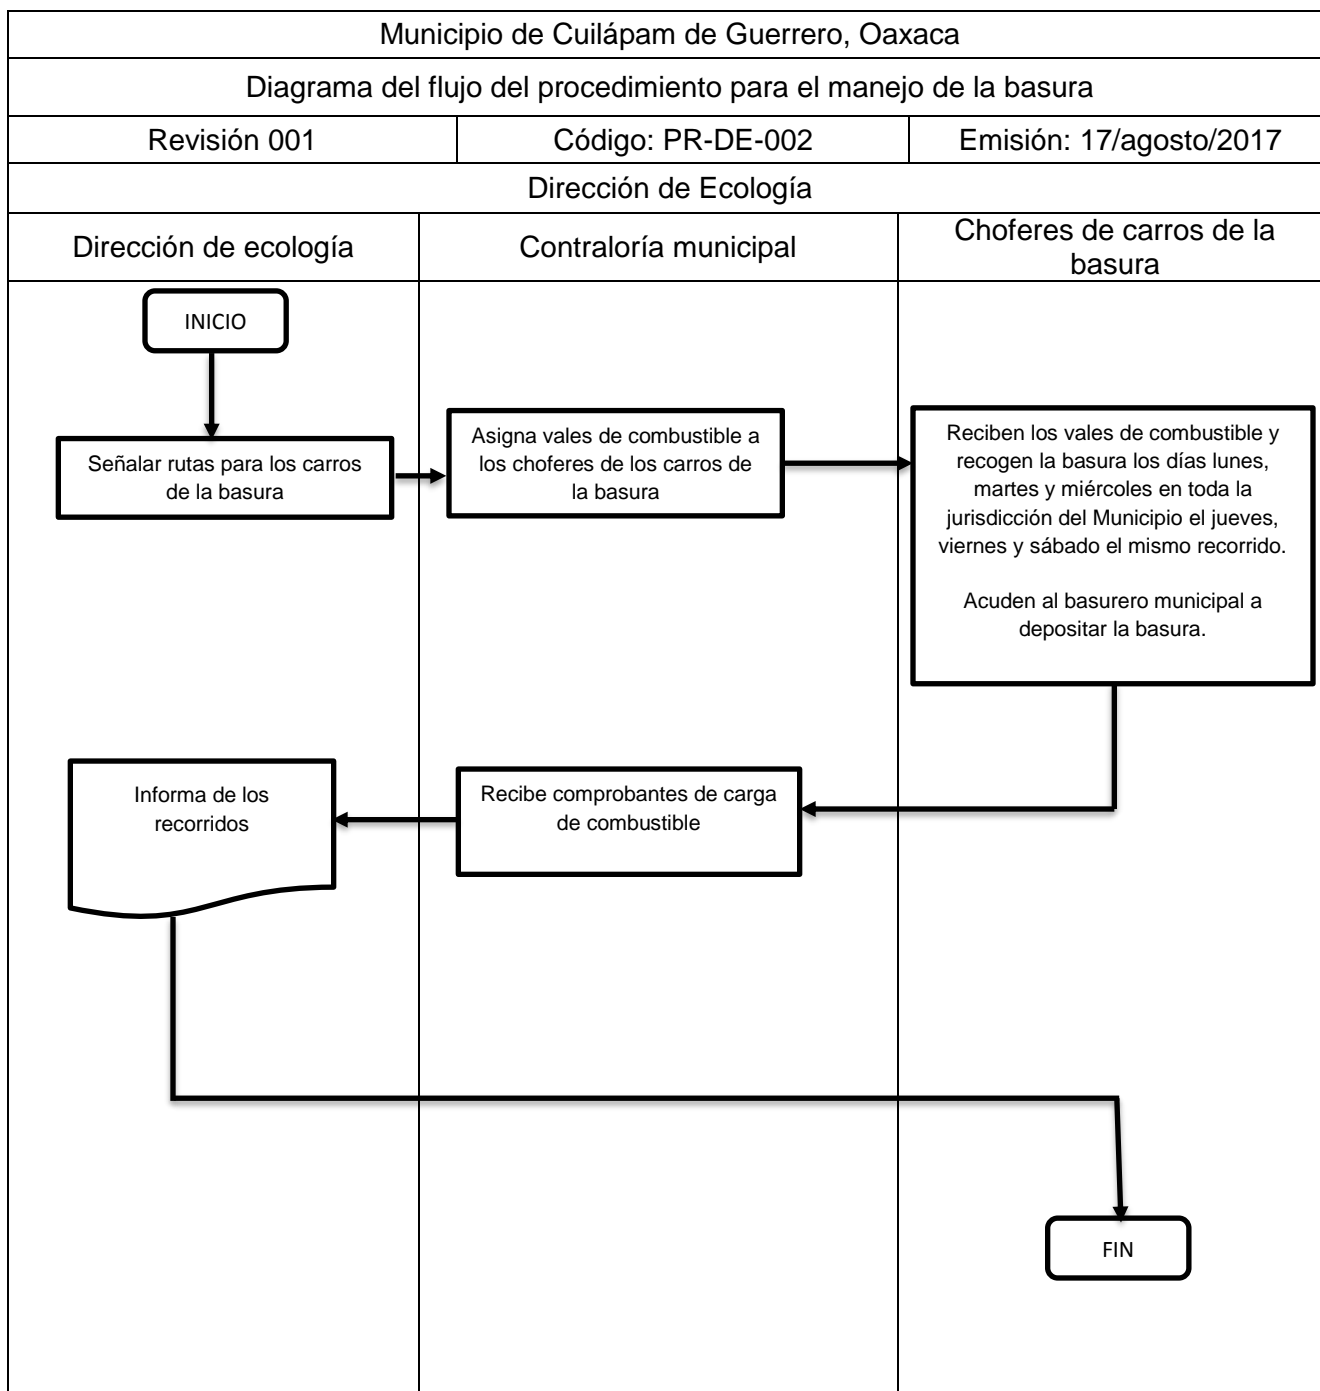 Municipio de Cuilápam de Guerrero, Oaxaca
Diagrama del flujo del procedimiento para el manejo de la basura
Revisión 001
Código: PR-DE-002
Emisión: 17/agosto/2017
Dirección de Ecología
Dirección de ecología
Contraloría municipal
Choferes de carros de la
basura
INICIO
Señalar rutas para los carros
de la basura
Asigna vales de combustible a
los choferes de los carros de
la basura
Reciben los vales de combustible y
recogen la basura los días lunes,
martes y miércoles en toda la
jurisdicción del Municipio el jueves,
viernes y sábado el mismo recorrido.
Acuden al basurero municipal a
depositar la basura.
Informa de los
recorridos
Recibe comprobantes de carga
de combustible
FIN